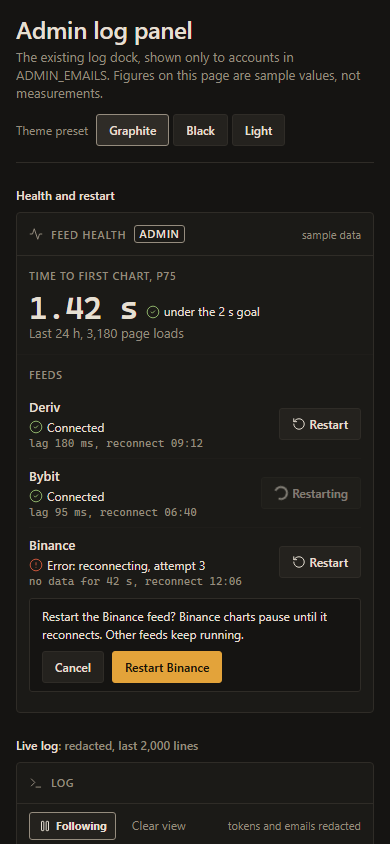 Admin log panel
The existing log dock, shown only to accounts in
ADMIN_EMAILS. Figures on this page are sample values, not
measurements.
Theme preset Graphite Black Light
Health and restart
FEED HEALTH ADMIN sample data
TIME TO FIRST CHART, P75
1.42 s under the 2 s goal
Last 24 h, 3,180 page loads
FEEDS
Deriv
Connected
lag 180 ms, reconnect 09:12
Restart
Bybit
Connected
lag 95 ms, reconnect 06:40
Restarting
Binance
Error: reconnecting, attempt 3
no data for 42 s, reconnect 12:06
Restart
Restart the Binance feed? Binance charts pause until it
reconnects. Other feeds keep running.
Cancel Restart Binance
Live log: redacted, last 2,000 lines
LOG
Following Clear view tokens and emails redacted